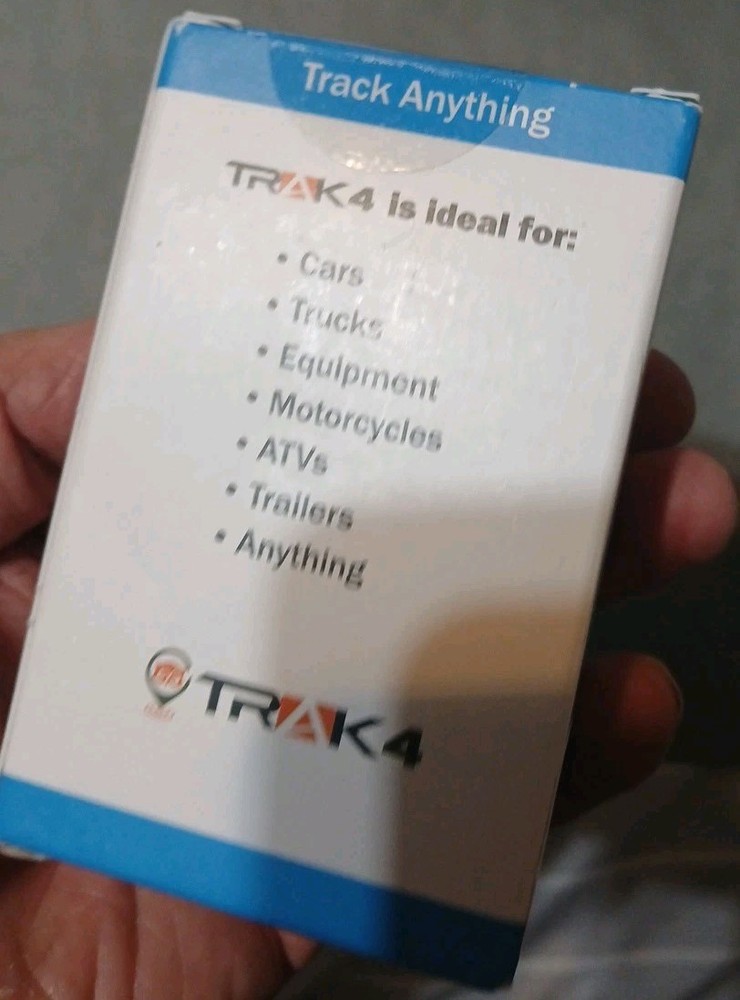 Track Anything
TRAK4 is ideal for:
• Cars
• Trucks
• Equipment
• Motorcycles
• ATVs
• Trailers
• Anything
TRAK4